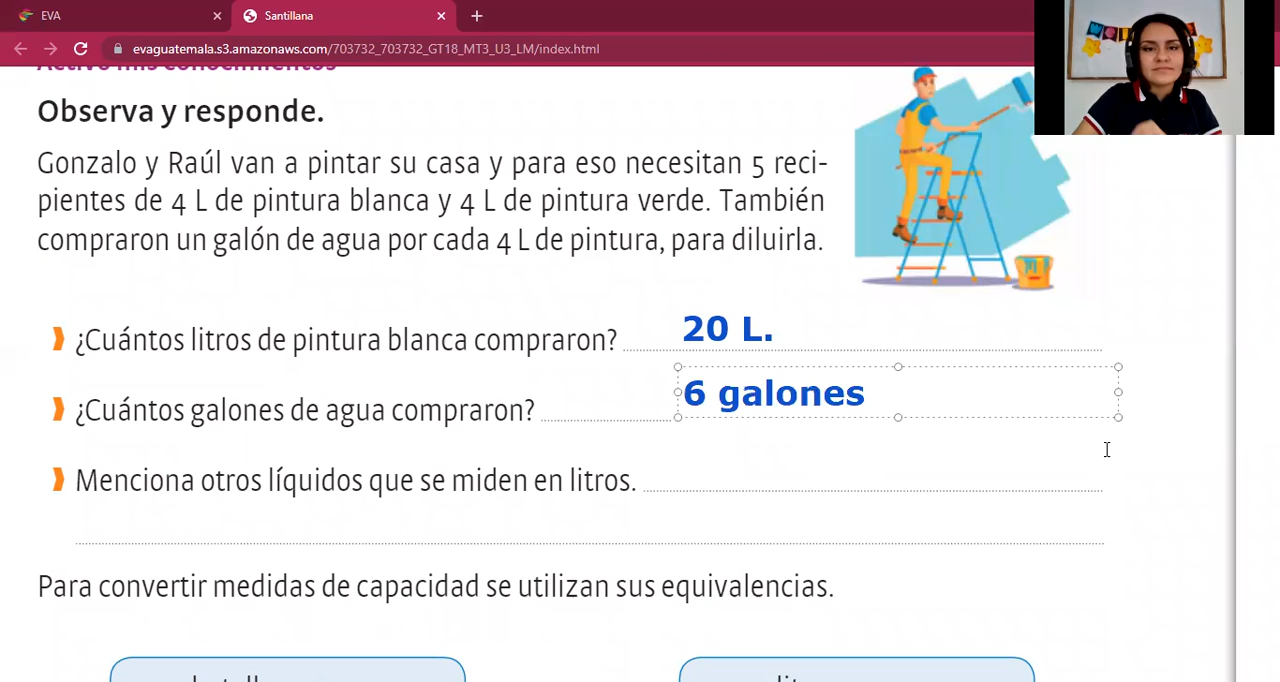 EVA
Santillana
evaguatemala.s3.amazonaws.com/703732_703732_GT18_MT3_U3_LM/index.html
Activo mis conocimientos
Observa y responde.
Gonzalo y Raúl van a pintar su casa y para eso necesitan 5 reci-
pientes de 4 L de pintura blanca y 4 L de pintura verde. También
compraron un galón de agua por cada 4 L de pintura, para diluirla.
¿Cuántos litros de pintura blanca compraron? 20 L.
¿Cuántos galones de agua compraron? 6 galones
Menciona otros líquidos que se miden en litros.
Para convertir medidas de capacidad se utilizan sus equivalencias.